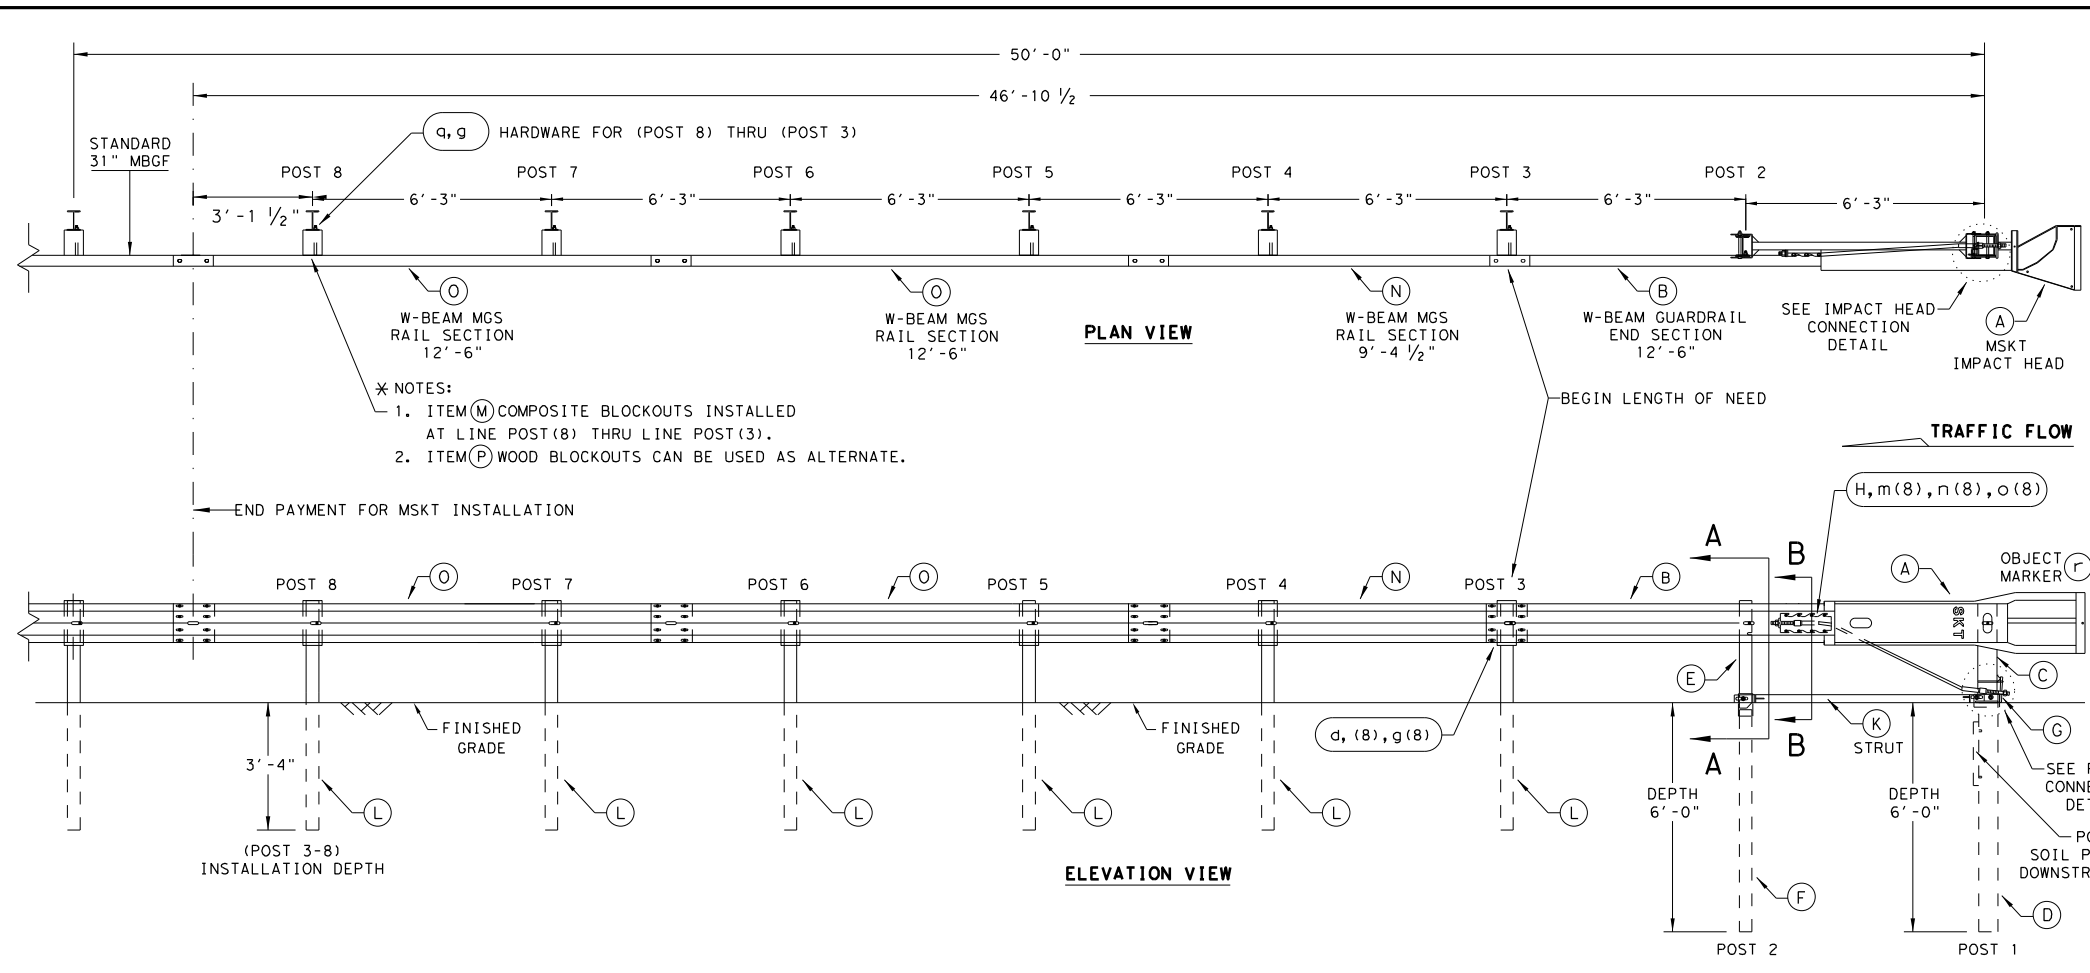 50'-0"
46'-10 ½
STANDARD
31" MBGF
q,g HARDWARE FOR (POST 8) THRU (POST 3)
POST 8 POST 7 POST 6 POST 5 POST 4 POST 3 POST 2
3'-1 ½" 6'-3" 6'-3" 6'-3" 6'-3" 6'-3" 6'-3" 6'-3"
O
W-BEAM MGS
RAIL SECTION
12'-6"
O
W-BEAM MGS
RAIL SECTION
12'-6"
PLAN VIEW
N
W-BEAM MGS
RAIL SECTION
9'-4 ½"
B
W-BEAM GUARDRAIL
END SECTION
12'-6"
SEE IMPACT HEAD
CONNECTION
DETAIL
A
MSKT
IMPACT HEAD
* NOTES:
1. ITEM M COMPOSITE BLOCKOUTS INSTALLED
AT LINE POST(8) THRU LINE POST(3).
2. ITEM P WOOD BLOCKOUTS CAN BE USED AS ALTERNATE.
BEGIN LENGTH OF NEED
TRAFFIC FLOW
END PAYMENT FOR MSKT INSTALLATION
H,m(8),n(8),o(8)
A B
POST 8 O POST 7 POST 6 O POST 5 POST 4 N POST 3 B
A
OBJECT
MARKER r
SKT
E
C
G
K
STRUT
FINISHED
GRADE
FINISHED
GRADE
d,(8),g(8)
A B
3'-4"
L L L L L L
(POST 3-8)
INSTALLATION DEPTH
DEPTH
6'-0"
DEPTH
6'-0"
SEE
DOWNSTR
SOIL P
F
D
ELEVATION VIEW
POST 2 POST 1